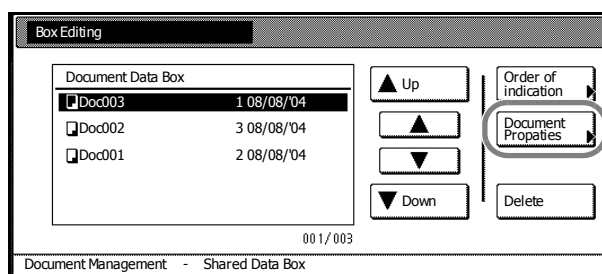 Box Editing
Document Data Box
Doc003 1 08/08/'04
Doc002 3 08/08/'04
Doc001 2 08/08/'04
001/003
Up
Down
Order of
indication
Document
Propaties
Delete
Document Management - Shared Data Box